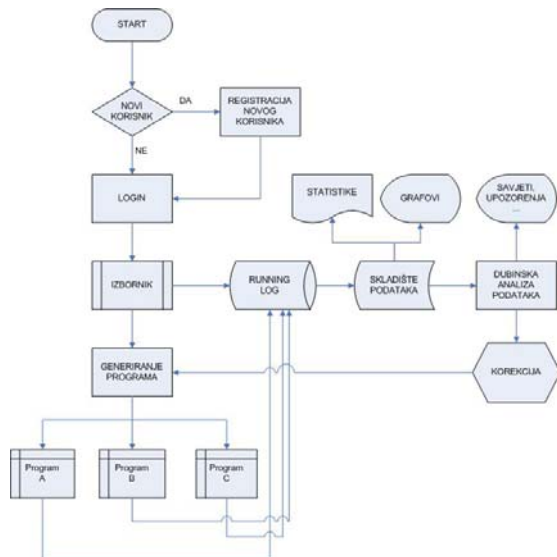 START
NOVI
KORISNIK
DA
REGISTRACIJA
NOVOG
KORISNIKA
NE
LOGIN
STATISTIKE
GRAFOVI
SAVJETI,
UPOZORENJA
...
IZBORNIK
RUNNING
LOG
SKLADIŠTE
PODATAKA
DUBINSKA
ANALIZA
PODATAKA
GENERIRANJE
PROGRAMA
KOREKCIJA
Program
A
Program
B
Program
C